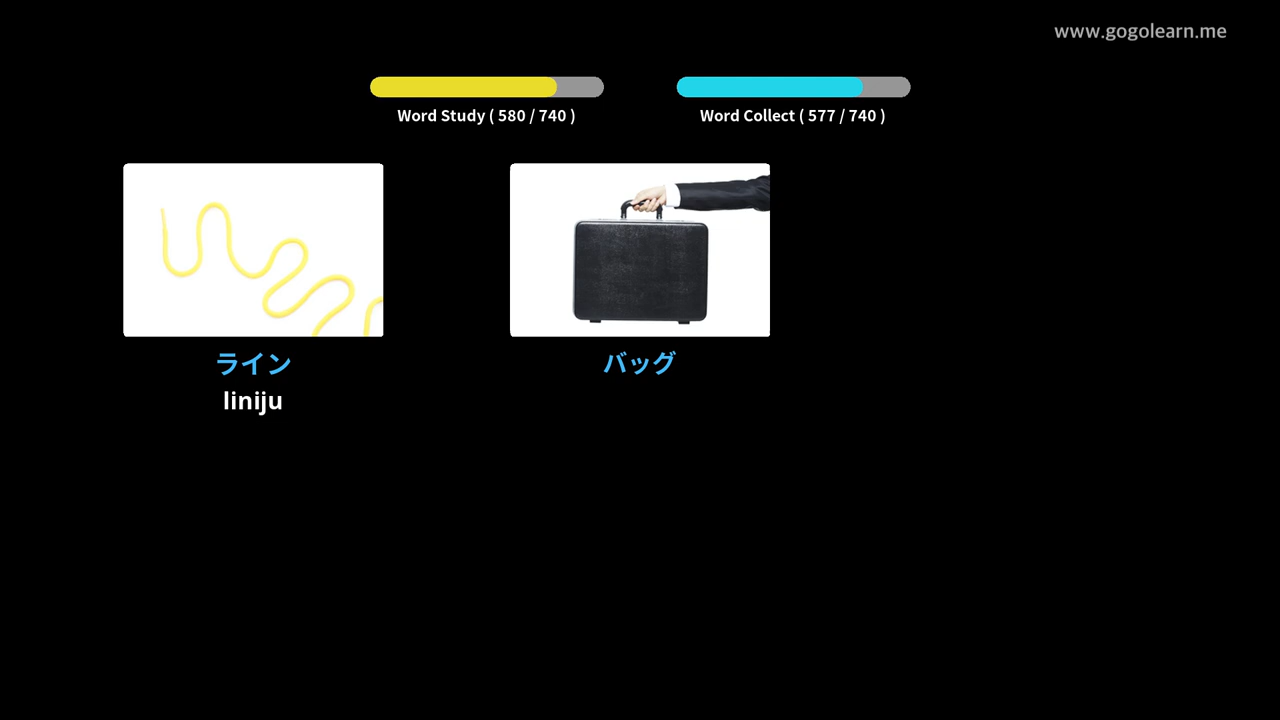 www.gogolearn.me
Word Study ( 580 / 740 )
Word Collect ( 577 / 740 )
ライン
バッグ
liniju